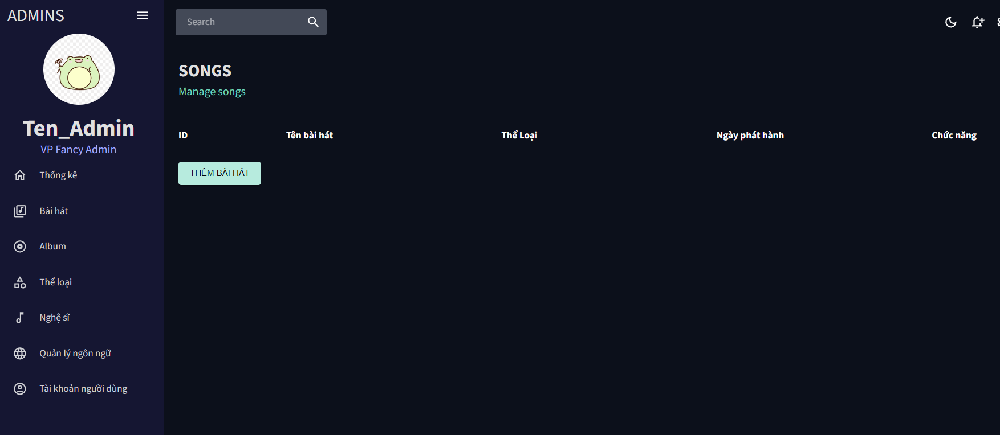 ADMINS
Ten_Admin
VP Fancy Admin
Thống kê
Bài hát
Album
Thể loại
Nghệ sĩ
Quản lý ngôn ngữ
Tài khoản người dùng
Search
SONGS
Manage songs
ID Tên bài hát Thể Loại Ngày phát hành Chức năng
THÊM BÀI HÁT